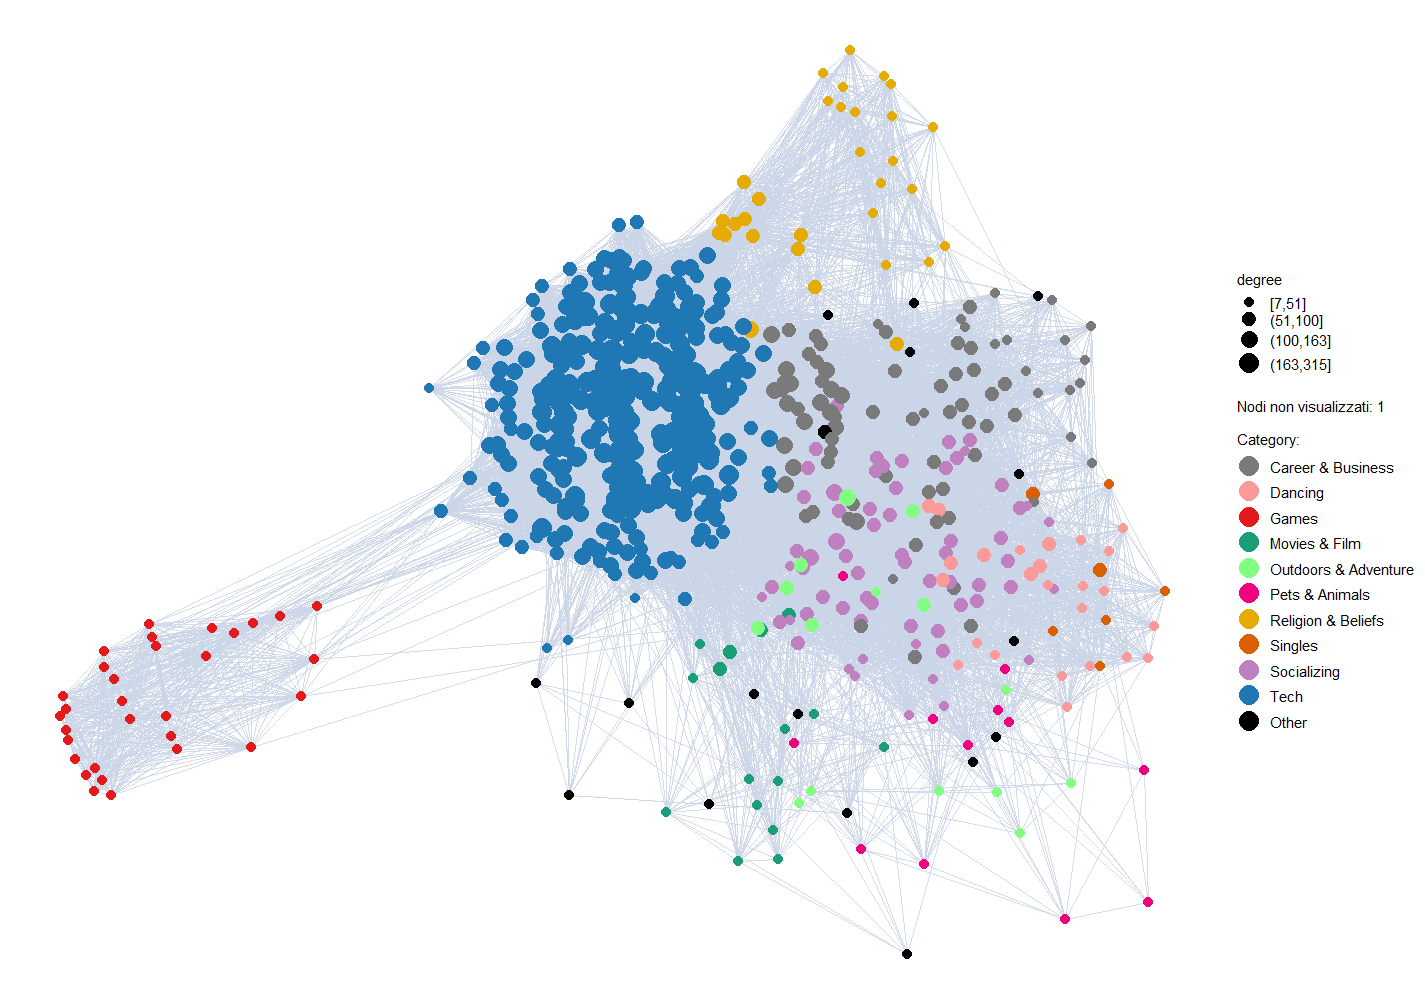 degree
[7,51]
(51,100]
(100,163]
(163,315]
Nodi non visualizzati: 1
Category:
Career & Business
Dancing
Games
Movies & Film
Outdoors & Adventure
Pets & Animals
Religion & Beliefs
Singles
Socializing
Tech
Other